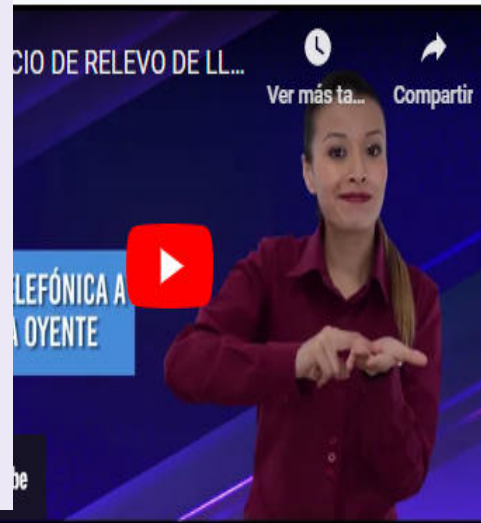 CIO DE RELEVO DE LL...
Ver más ta...
Compartir
LEFÓNICA A
A OYENTE
be